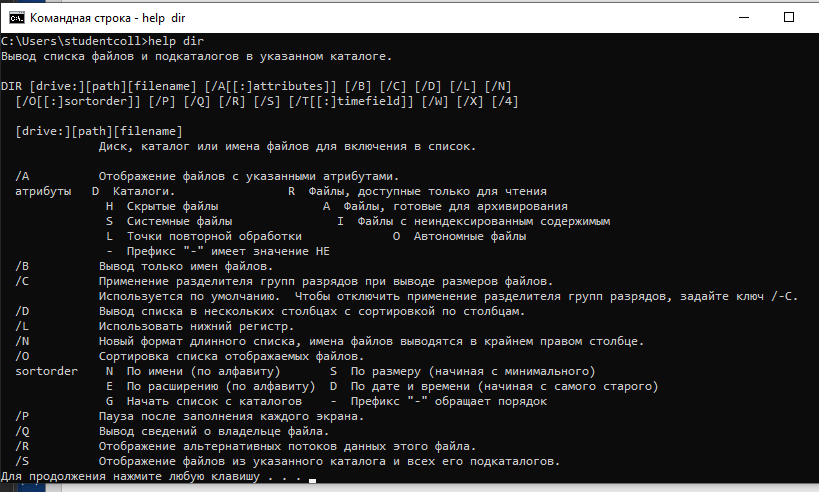 Командная строка - help  dir
C:\Users\studentcoll>help dir
Вывод списка файлов и подкаталогов в указанном каталоге.
DIR [drive:][path][filename] [/A[[:]attributes]] [/B] [/C] [/D] [/L] [/N]
[/O[[:]sortorder]] [/P] [/Q] [/R] [/S] [/T[[:]timefield]] [/W] [/X] [/4]
[drive:][path][filename]
Диск, каталог или имена файлов для включения в список.
/A Отображение файлов с указанными атрибутами.
атрибуты D Каталоги. R Файлы, доступные только для чтения
H Скрытые файлы A Файлы, готовые для архивирования
S Системные файлы I Файлы с неиндексированным содержимым
L Точки повторной обработки O Автономные файлы
- Префикс "-" имеет значение НЕ
/B Вывод только имен файлов.
/C Применение разделителя групп разрядов при выводе размеров файлов.
Используется по умолчанию.  Чтобы отключить применение разделителя групп разрядов, задайте ключ /-C.
/D Вывод списка в нескольких столбцах с сортировкой по столбцам.
/L Использовать нижний регистр.
/N Новый формат длинного списка, имена файлов выводятся в крайнем правом столбце.
/O Сортировка списка отображаемых файлов.
sortorder N По имени (по алфавиту) S По размеру (начиная с минимального)
E По расширению (по алфавиту) D По дате и времени (начиная с самого старого)
G Начать список с каталогов - Префикс "-" обращает порядок
/P Пауза после заполнения каждого экрана.
/Q Вывод сведений о владельце файла.
/R Отображение альтернативных потоков данных этого файла.
/S Отображение файлов из указанного каталога и всех его подкаталогов.
Для продолжения нажмите любую клавишу . . .